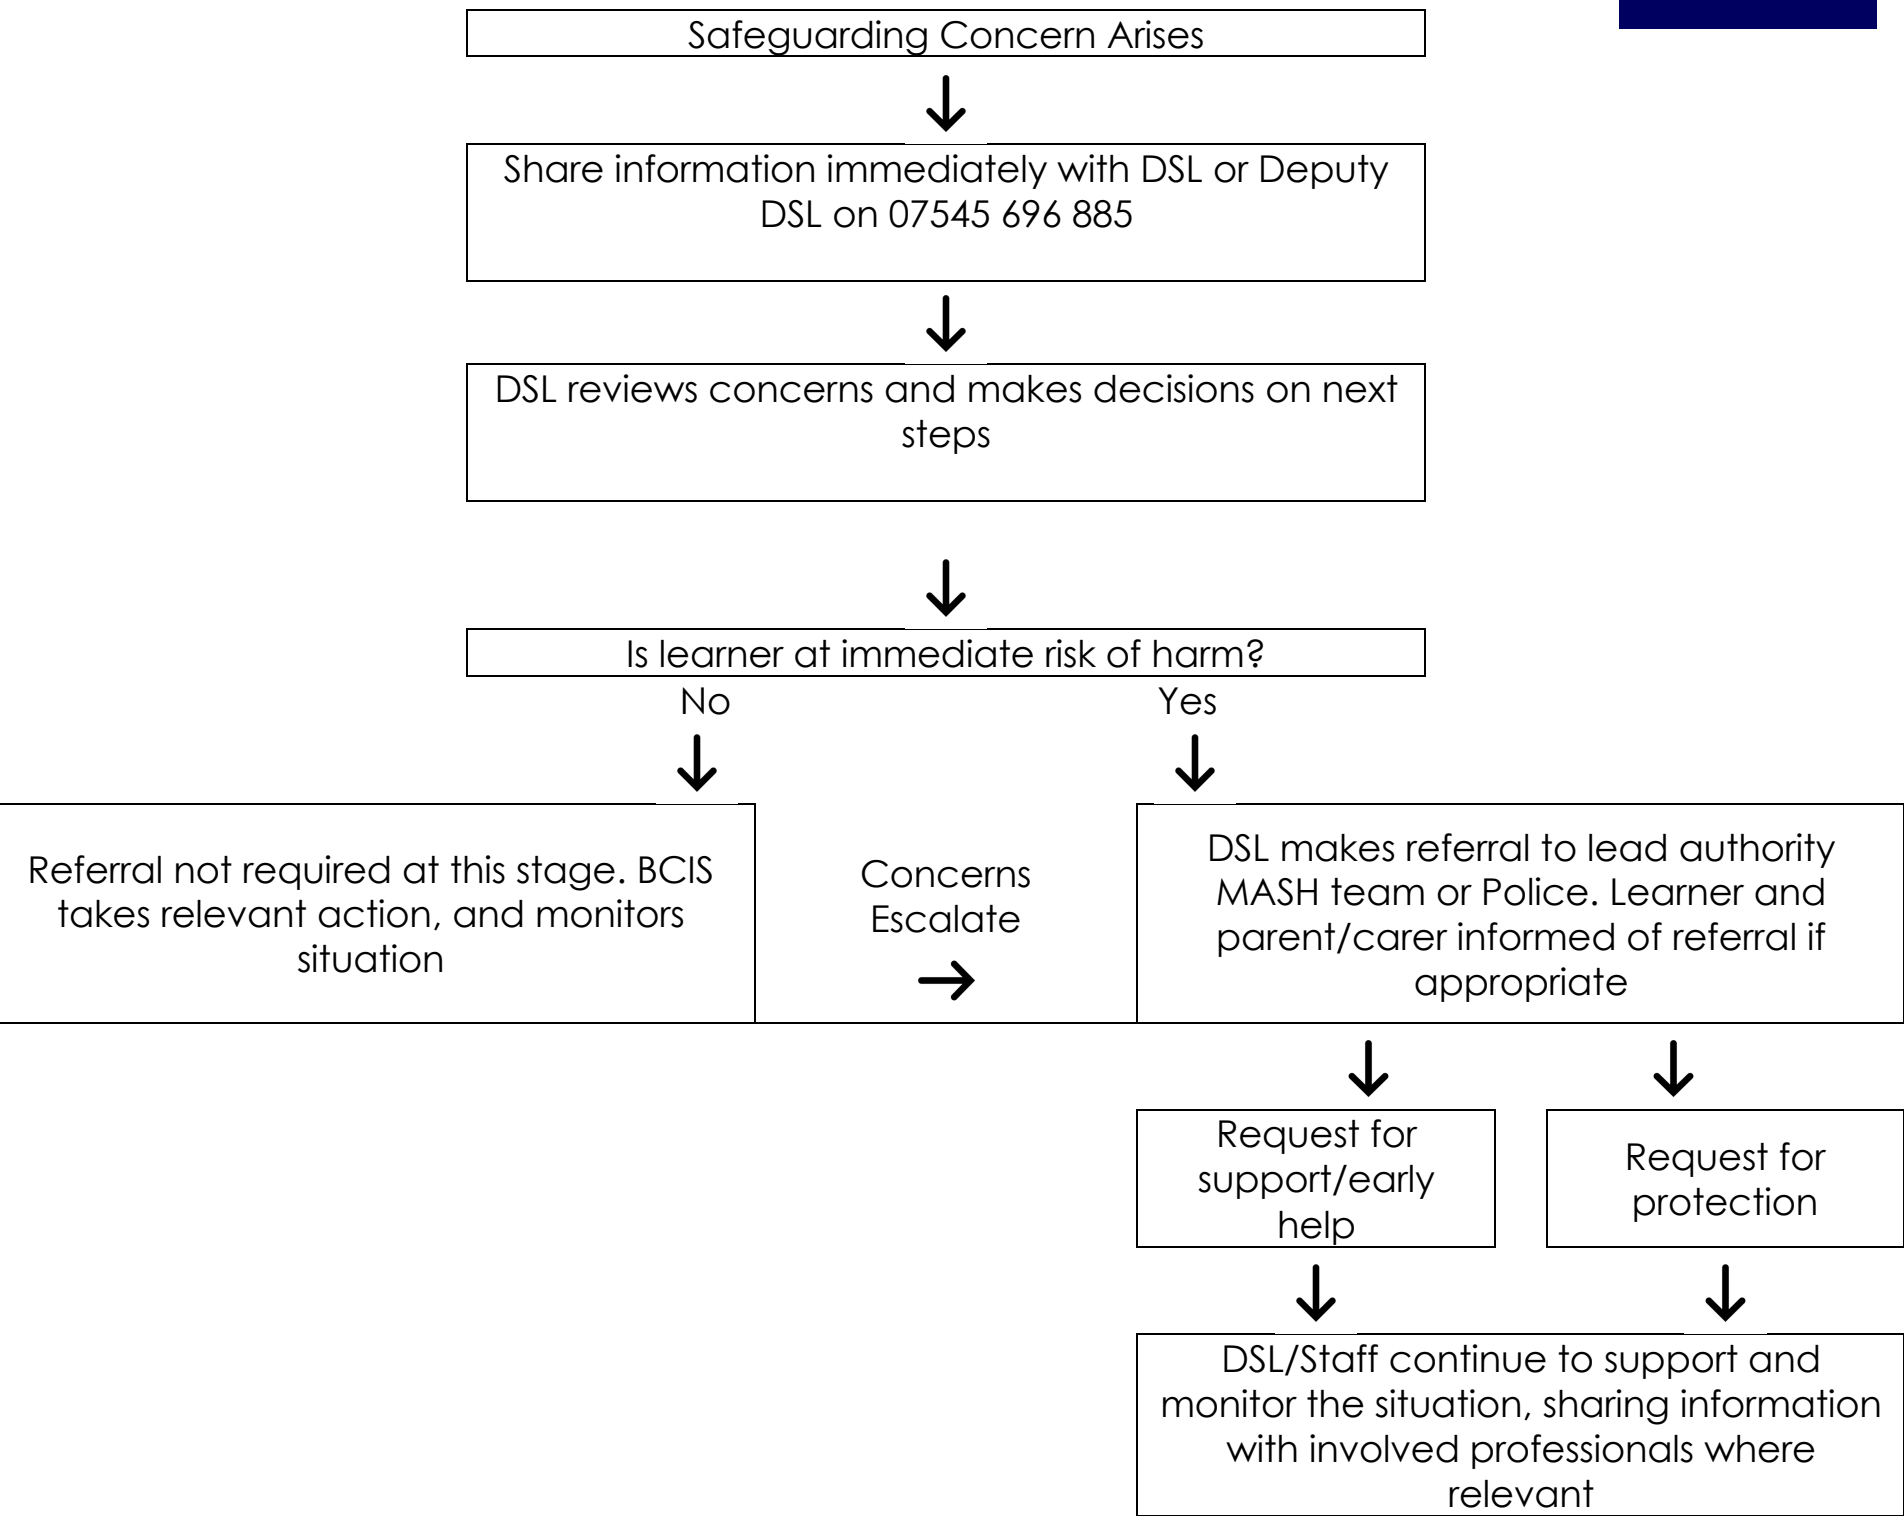 Safeguarding Concern Arises
Share information immediately with DSL or Deputy
DSL on 07545 696 885
DSL reviews concerns and makes decisions on next
steps
Is learner at immediate risk of harm?
No
Yes
Referral not required at this stage. BCIS
takes relevant action, and monitors
situation
Concerns
Escalate
DSL makes referral to lead authority
MASH team or Police. Learner and
parent/carer informed of referral if
appropriate
Request for
support/early
help
Request for
protection
DSL/Staff continue to support and
monitor the situation, sharing information
with involved professionals where
relevant